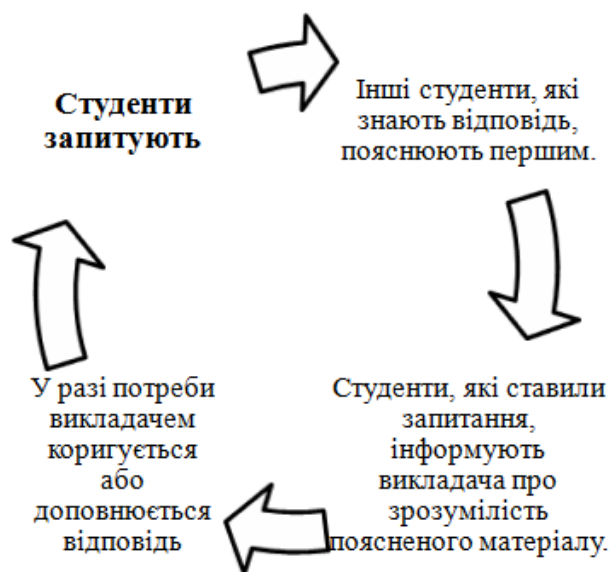 Студенти
запитують
Інші студенти, які
знають відповідь,
пояснюють першим.
Студенти, які ставили
запитання,
інформують
викладача про
зрозумілість
поясненого матеріалу.
У разі потреби
викладачем
коригується
або
доповнюється
відповідь